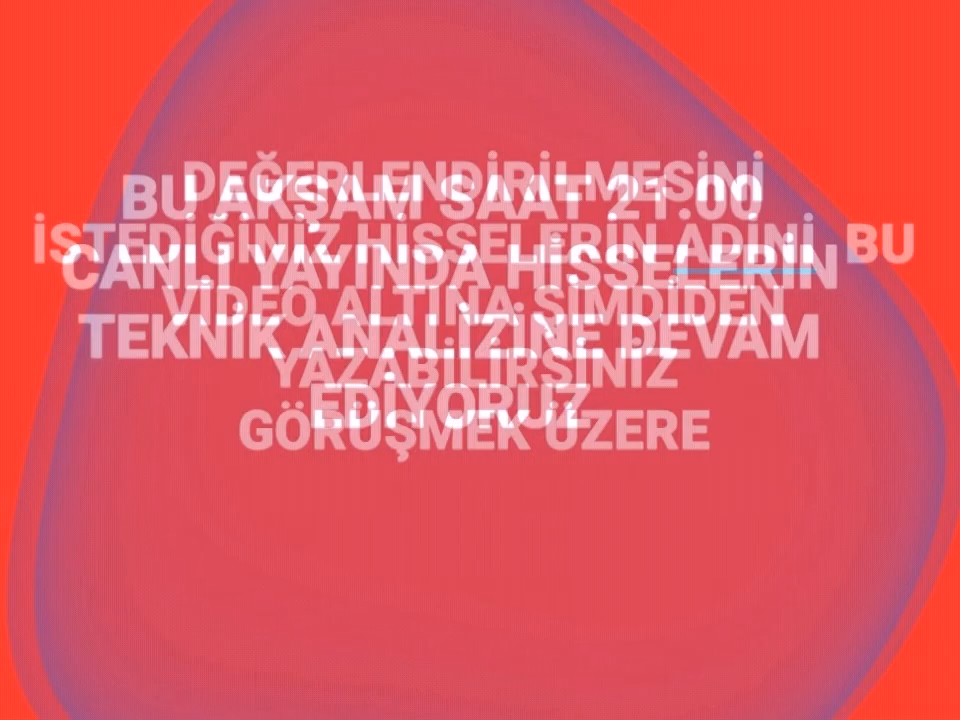 BU AKŞAM SAAT 21:00
CANLI YAYINDA HİSSELERİN
TEKNİK ANALİZİNE DEVAM
EDİYORUZ
DEĞERLENDİRİLMESİNİ
İSTEDİĞİNİZ HİSSELERİN ADİNİ BU
VİDEO ALTINA ŞİMDİDEN
YAZABİLİRSİNİZ
GÖRÜŞMEK ÜZERE